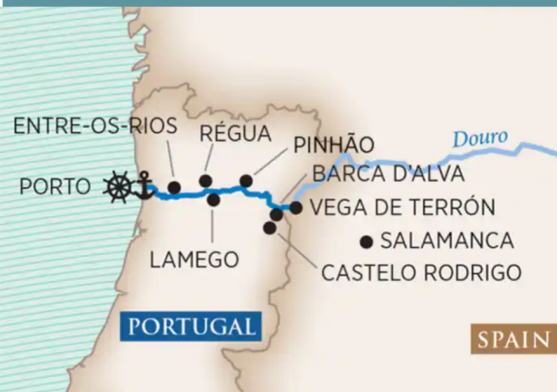 ENTRE-OS-RIOS
RÉGUA
PINHÃO
Douro
BARCA D'ALVA
PORTO
VEGA DE TERRÓN
SALAMANCA
LAMEGO
CASTELO RODRIGO
PORTUGAL
SPAIN